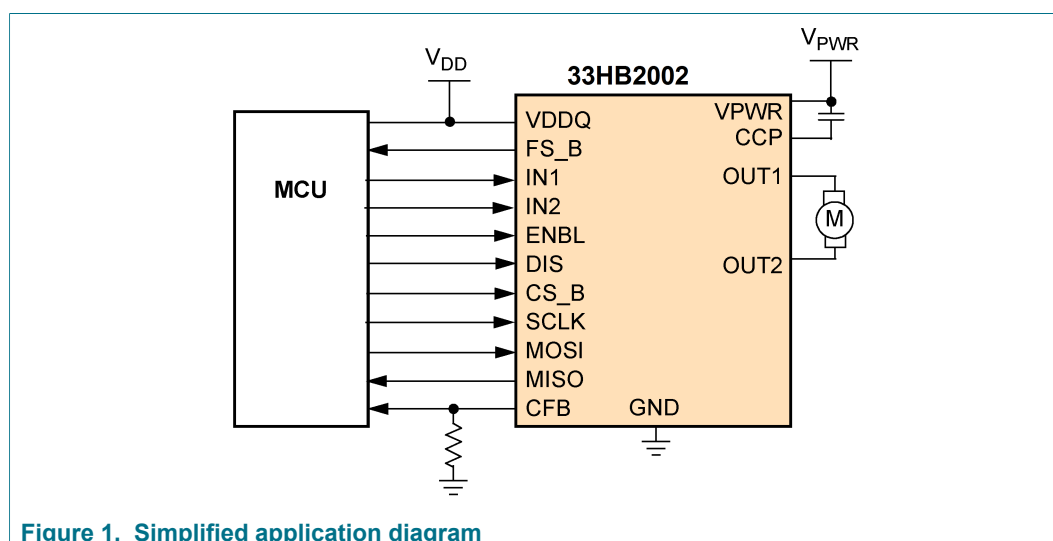 VDD
VPWR
33HB2002
MCU
VDDQ
FS_B
IN1
IN2
ENBL
DIS
CS_B
SCLK
MOSI
MISO
CFB
VPWR
CCP
OUT1
M
OUT2
GND
Figure 1. Simplified application diagram